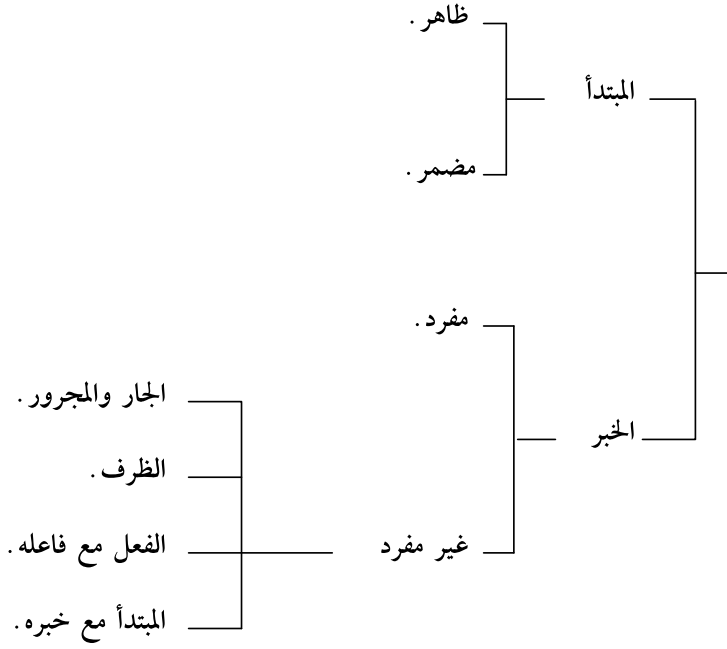 ظاهر .
المبتدأ
مضمر .
مفرد .
الجار والمجرور .
الخبر
الظرف .
غير مفرد
الفعل مع فاعله .
المبتدأ مع خبره .